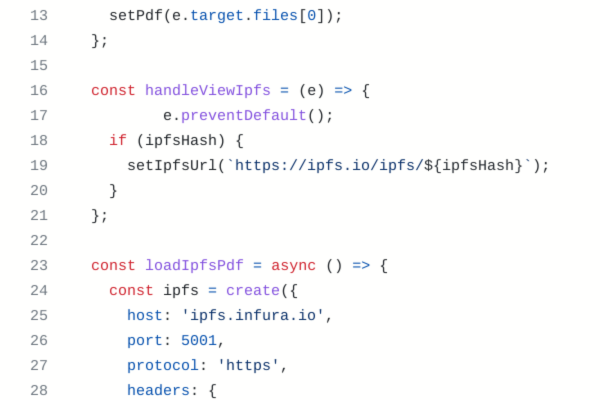 13 setPdf(e.target.files[0]);
14 };
15
16 const handleViewIpfs = (e) => {
17 e.preventDefault();
18 if (ipfsHash) {
19 setIpfsUrl(`https://ipfs.io/ipfs/${ipfsHash}`);
20 }
21 };
22
23 const loadIpfsPdf = async () => {
24 const ipfs = create({
25 host: 'ipfs.infura.io',
26 port: 5001,
27 protocol: 'https',
28 headers: {